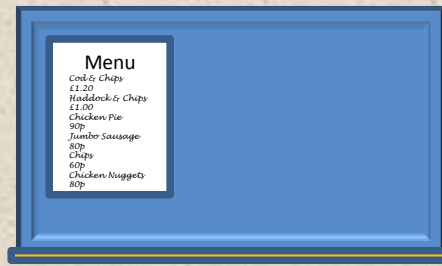 Menu
Cod & Chips
£1.20
Haddock & Chips
£1.00
Chicken Pie
90p
Jumbo Sausage
80p
Chips
60p
Chicken Nuggets
80p